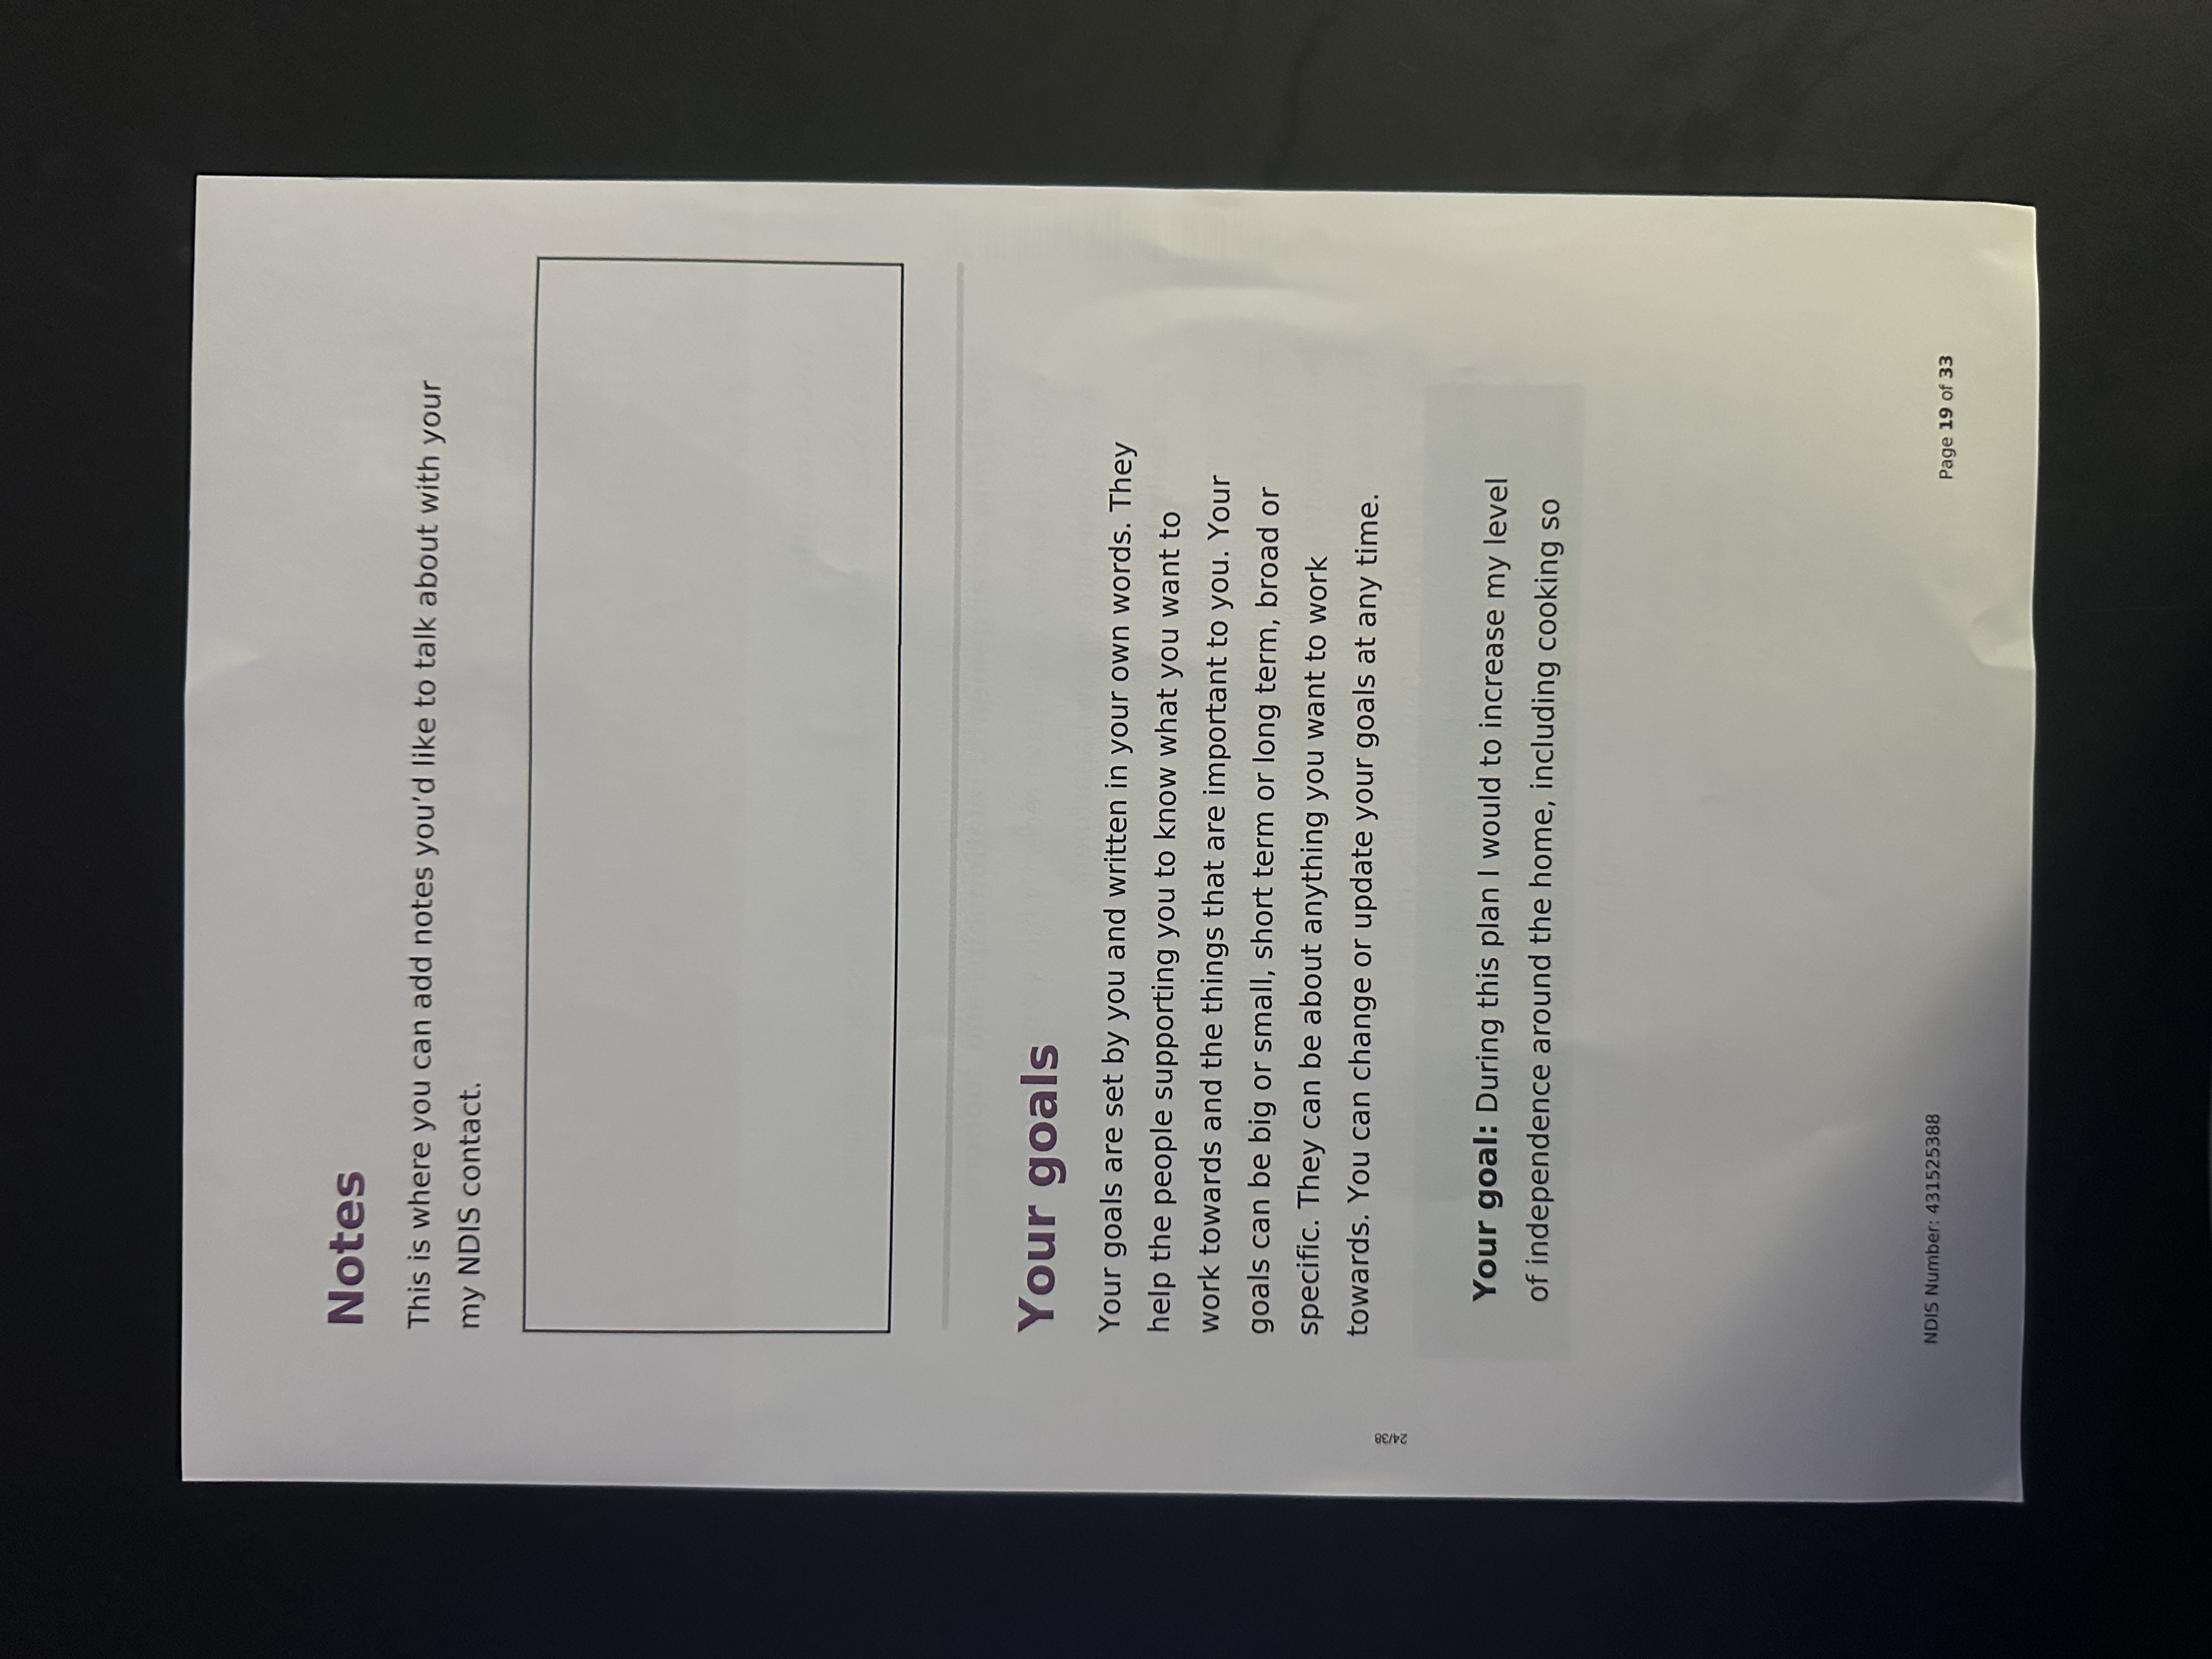 Notes
This is where you can add notes you’d like to talk about with your
my NDIS contact.
Your goals
Your goals are set by you and written in your own words. They
help the people supporting you to know what you want to
work towards and the things that are important to you. Your
goals can be big or small, short term or long term, broad or
specific. They can be about anything you want to work
towards. You can change or update your goals at any time.
24/38
Your goal: During this plan I would to increase my level
of independence around the home, including cooking so
NDIS Number: 431525388
Page 19 of 33